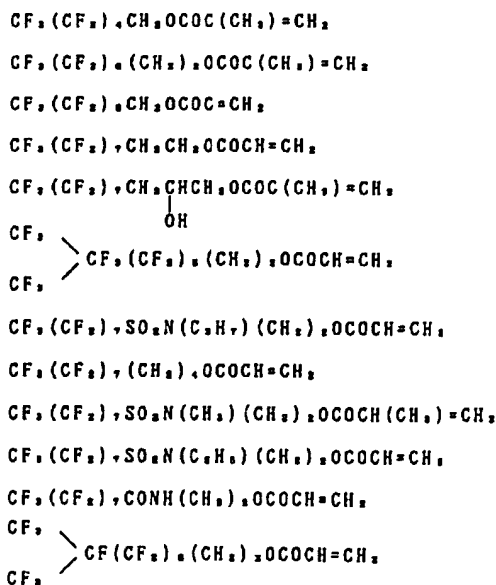 CF₃(CF₂)₄CH₂OCOC(CH₃)=CH₂
CF₃(CF₂)₆(CH₂)₂OCOC(CH₃)=CH₂
CF₃(CF₂)₆CH₂OCOC=CH₂
CF₃(CF₂)₇CH₂CH₂OCOCH=CH₂
CF₃(CF₂)₇CH₂CHCH₂OCOC(CH₃)=CH₂
OH
CF₃
CF₂(CF₂)₆(CH₂)₂OCOCH=CH₂
CF₃
CF₃(CF₂)₇SO₂N(C₃H₇)(CH₂)₂OCOCH=CH₂
CF₃(CF₂)₇(CH₂)₄OCOCH=CH₂
CF₃(CF₂)₇SO₂N(CH₃)(CH₂)₂OCOCH(CH₃)=CH₂
CF₃(CF₂)₇SO₂N(C₂H₅)(CH₂)₂OCOCH=CH₂
CF₃(CF₂)₇CONH(CH₂)₂OCOCH=CH₂
CF₃
CF(CF₂)₆(CH₂)₂OCOCH=CH₂
CF₃